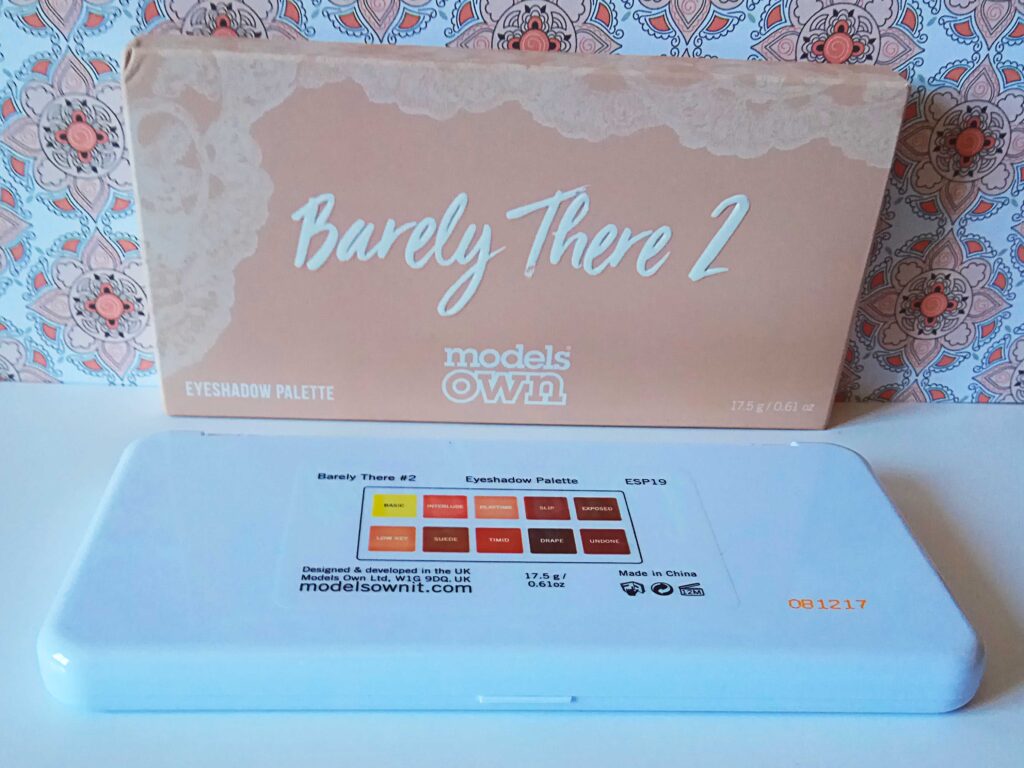 Barely There 2
models
own
EYESHADOW PALETTE
17.5 g / 0.61 oz
Barely There #2 Eyeshadow Palette ESP19
BASIC INTERLUDE PLAYTIME SLIP EXPOSED
LOW KEY SUEDE TIMID DRAPE UNDONE
Designed & developed in the UK
Models Own Ltd, W1G 9DQ, UK
modelsownit.com
17.5 g /
0.61oz
Made in China
12M
OB1217